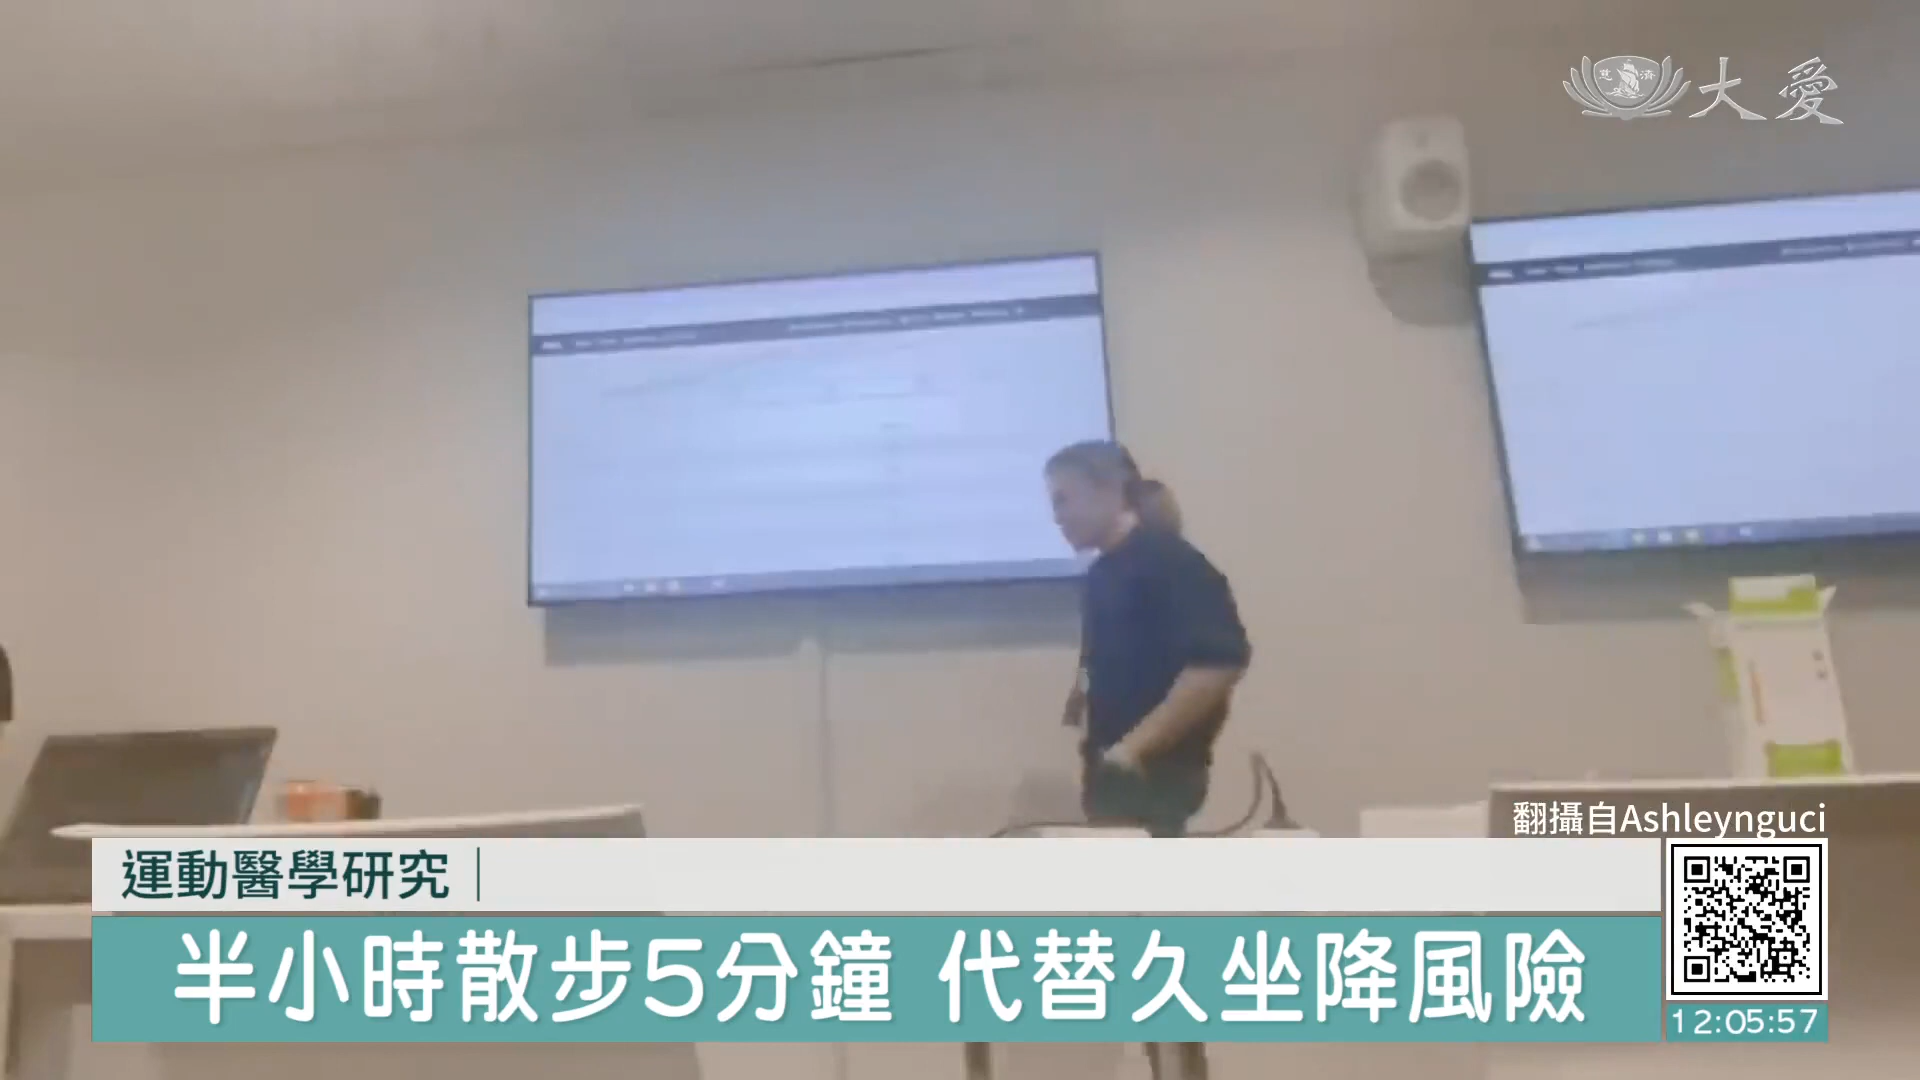 慈濟
大愛
翻攝自Ashleynguci
運動醫學研究
半小時散步5分鐘 代替久坐降風險
12:05:57